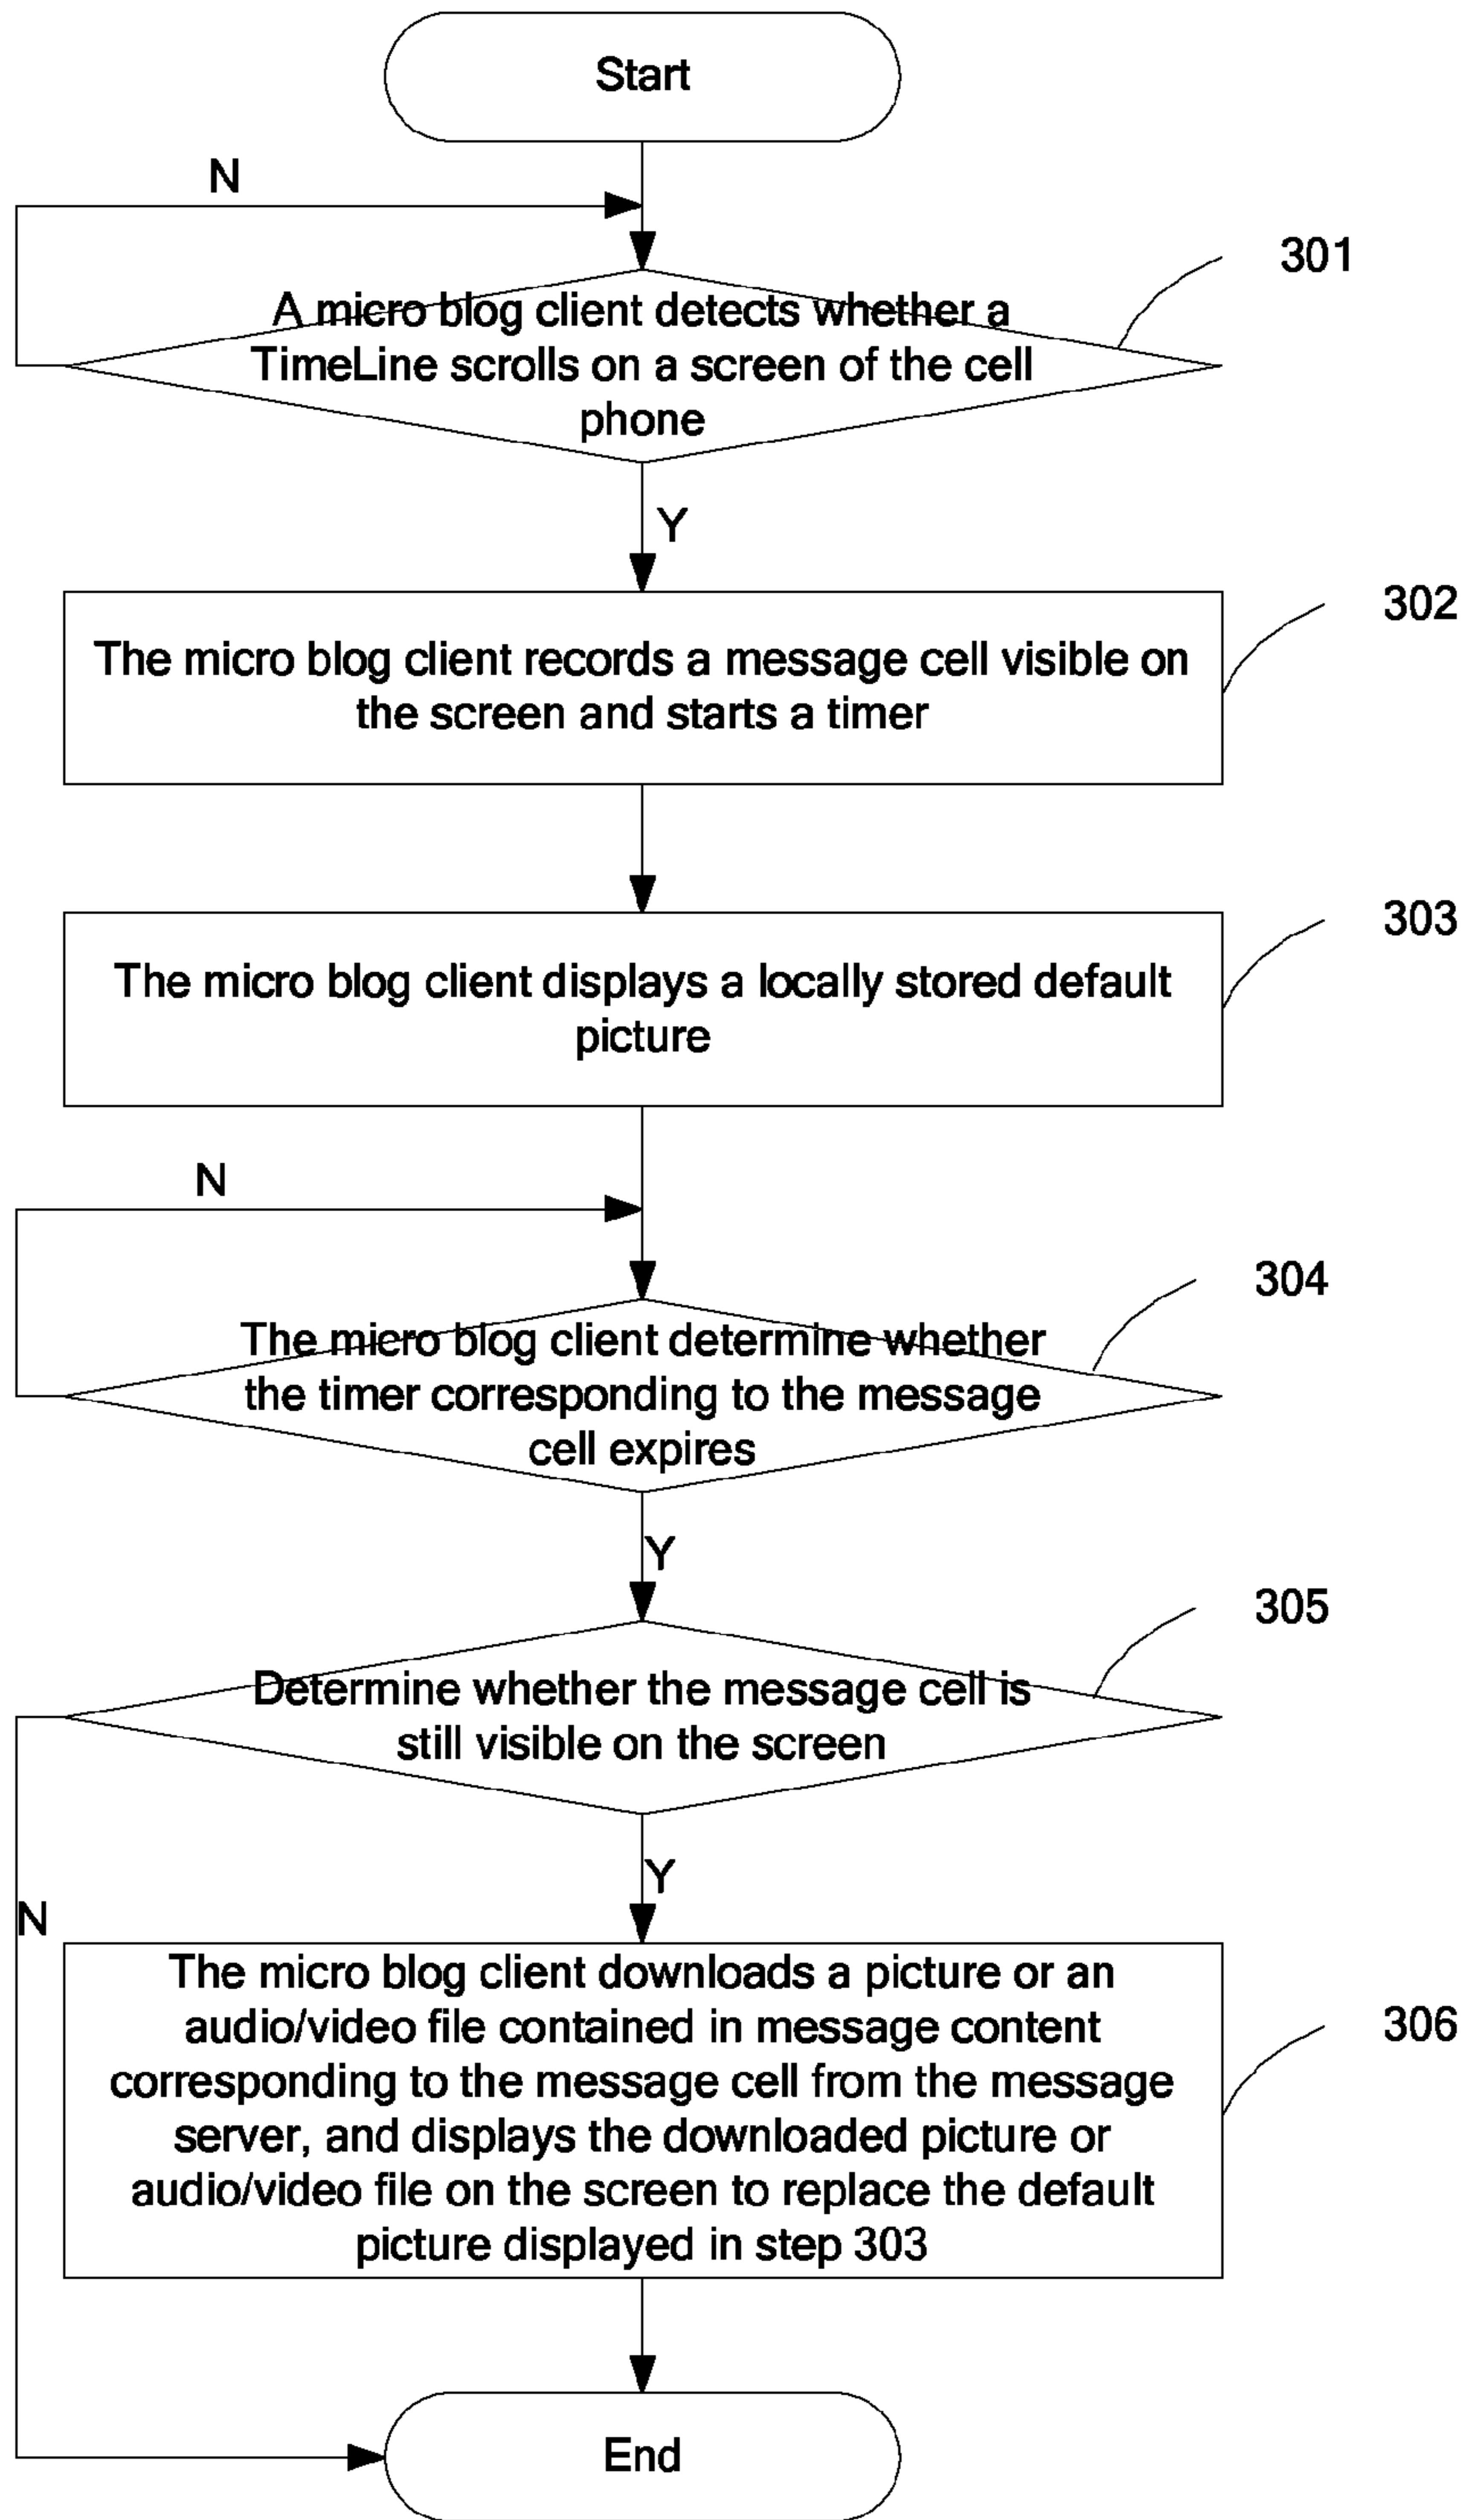 Start
N
301
A micro blog client detects whether a
TimeLine scrolls on a screen of the cell
phone
Y
302
The micro blog client records a message cell visible on
the screen and starts a timer
303
The micro blog client displays a locally stored default
picture
N
304
The micro blog client determine whether
the timer corresponding to the message
cell expires
Y
305
Determine whether the message cell is
still visible on the screen
Y
N
The micro blog client downloads a picture or an
audio/video file contained in message content
306
corresponding to the message cell from the message
server, and displays the downloaded picture or
audio/video file on the screen to replace the default
picture displayed in step 303
End